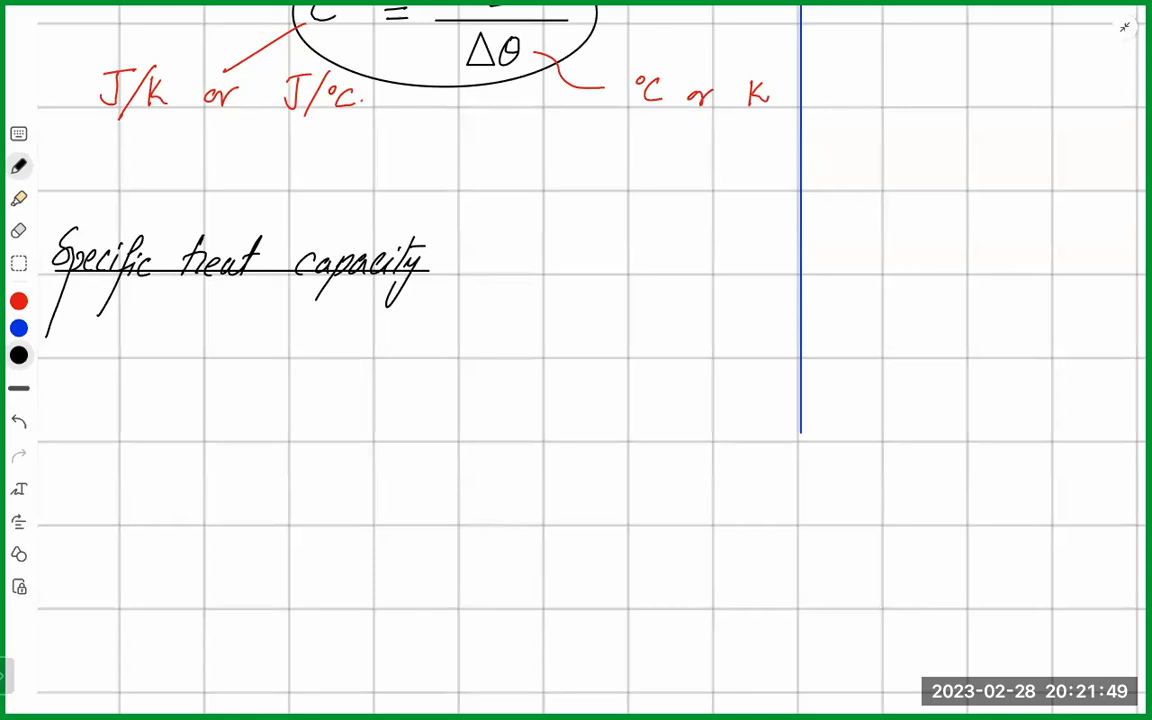 =
Δθ
J/K or J/°C. °C or K
Specific heat capacity
2023-02-28 20:21:49